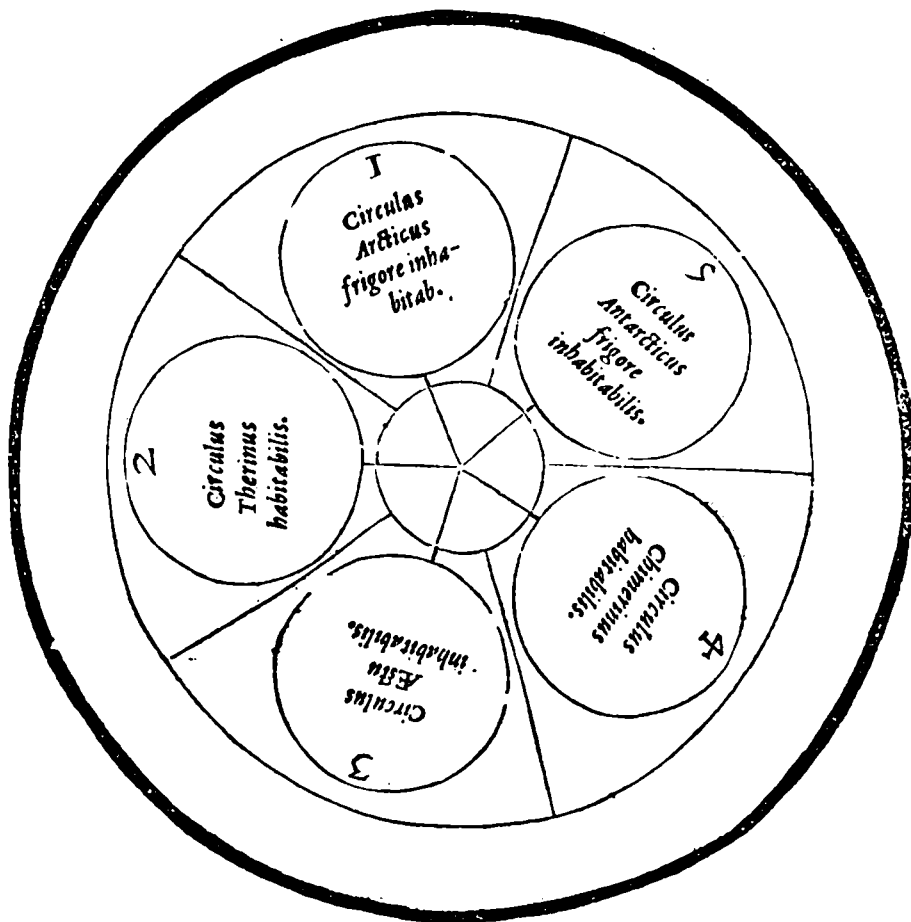 1
Circulus
Arcticus
frigore inha-
bitab.
2
Circulus
Therinus
habitabilis.
3
Circulus
Æstu
inhabitabilis.
4
Circulus
Chimerinus
habitabilis.
5
Circulus
Antarcticus
frigore
inhabitabilis.